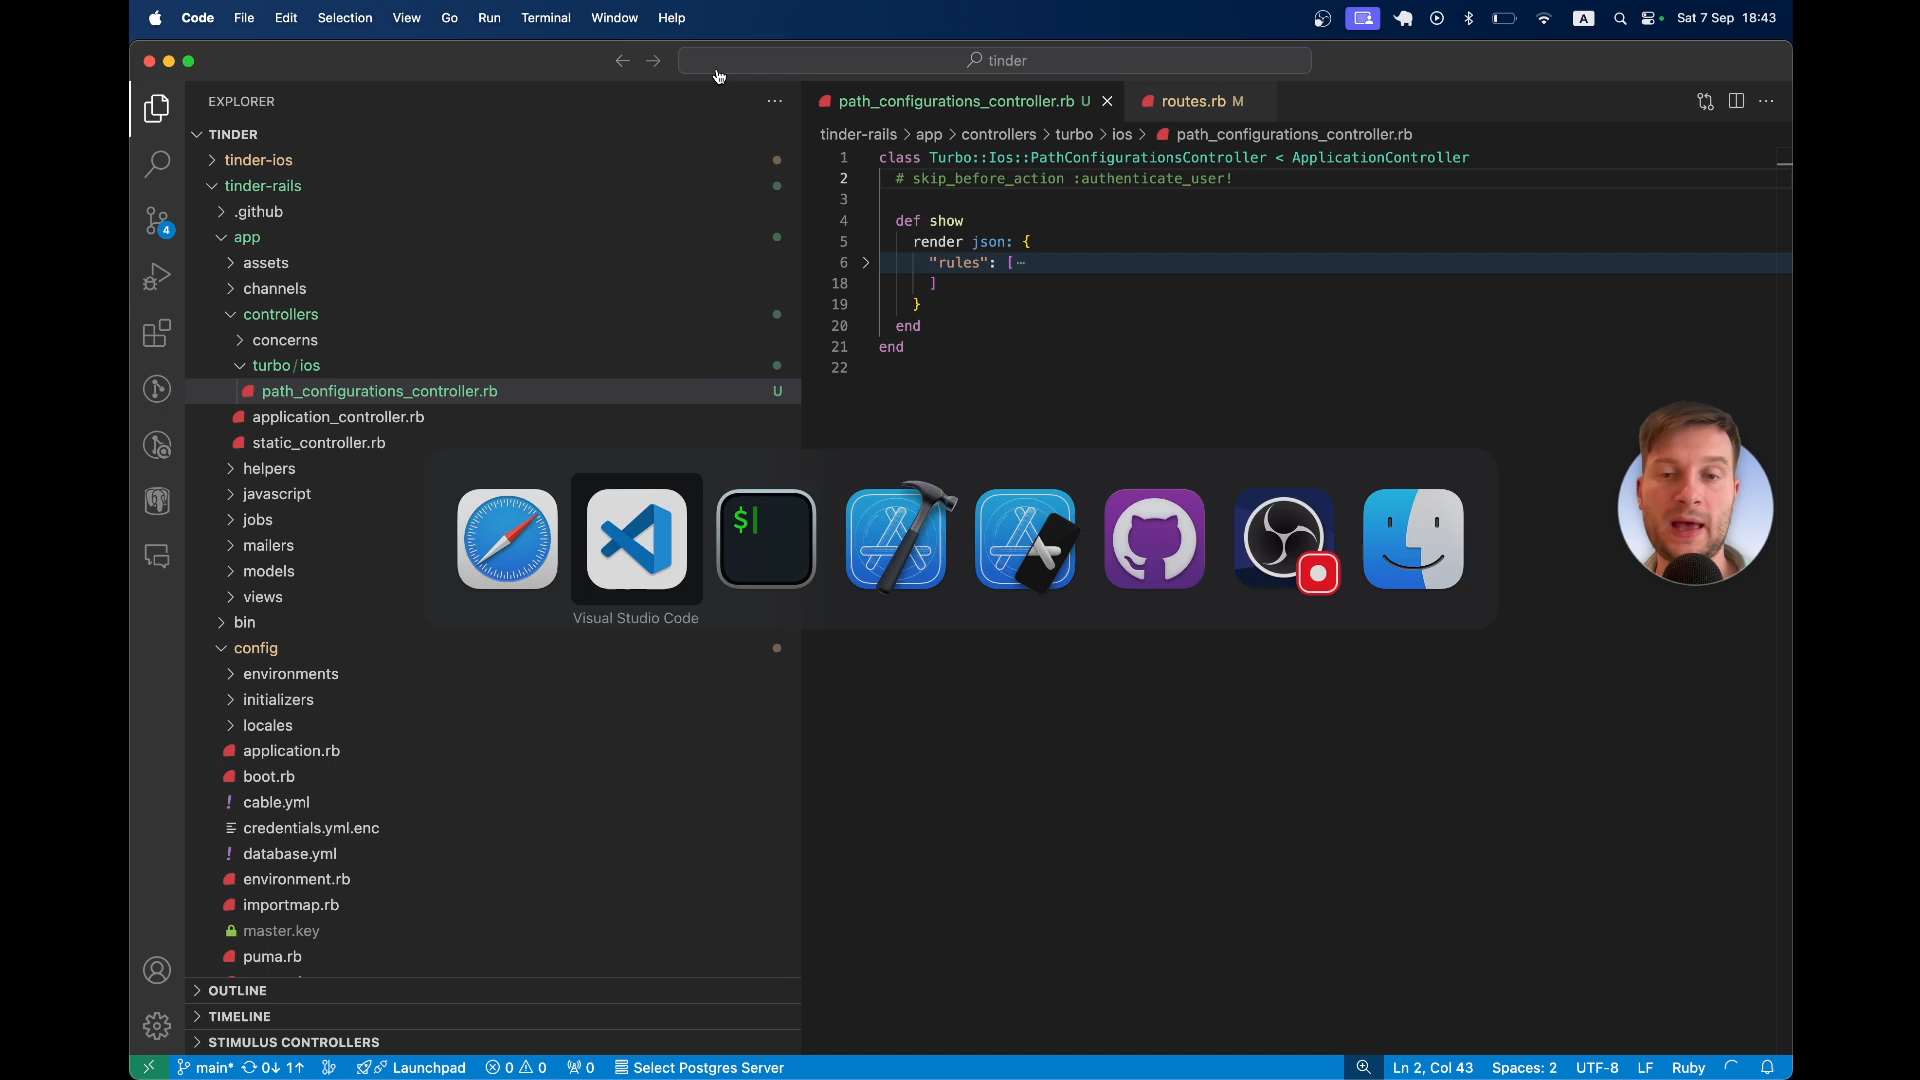 Code File Edit Selection View Go Run Terminal Window Help
A Sat 7 Sep 18:43
tinder
EXPLORER
TINDER
tinder-ios
tinder-rails
.github
app
assets
channels
controllers
concerns
turbo/ios
path_configurations_controller.rb U
application_controller.rb
static_controller.rb
helpers
javascript
jobs
mailers
models
views
bin
config
environments
initializers
locales
application.rb
boot.rb
! cable.yml
credentials.yml.enc
! database.yml
environment.rb
importmap.rb
master.key
puma.rb
OUTLINE
TIMELINE
STIMULUS CONTROLLERS
4
path_configurations_controller.rb U
routes.rb M
tinder-rails > app > controllers > turbo > ios > path_configurations_controller.rb
1 class Turbo::Ios::PathConfigurationsController < ApplicationController
2 # skip_before_action :authenticate_user!
3
4 def show
5 render json: {
6 "rules": [⋯
18 ]
19 }
20 end
21 end
22
$
Visual Studio Code
main* 0↓ 1↑ Launchpad 0 0 0 Select Postgres Server
Ln 2, Col 43 Spaces: 2 UTF-8 LF Ruby